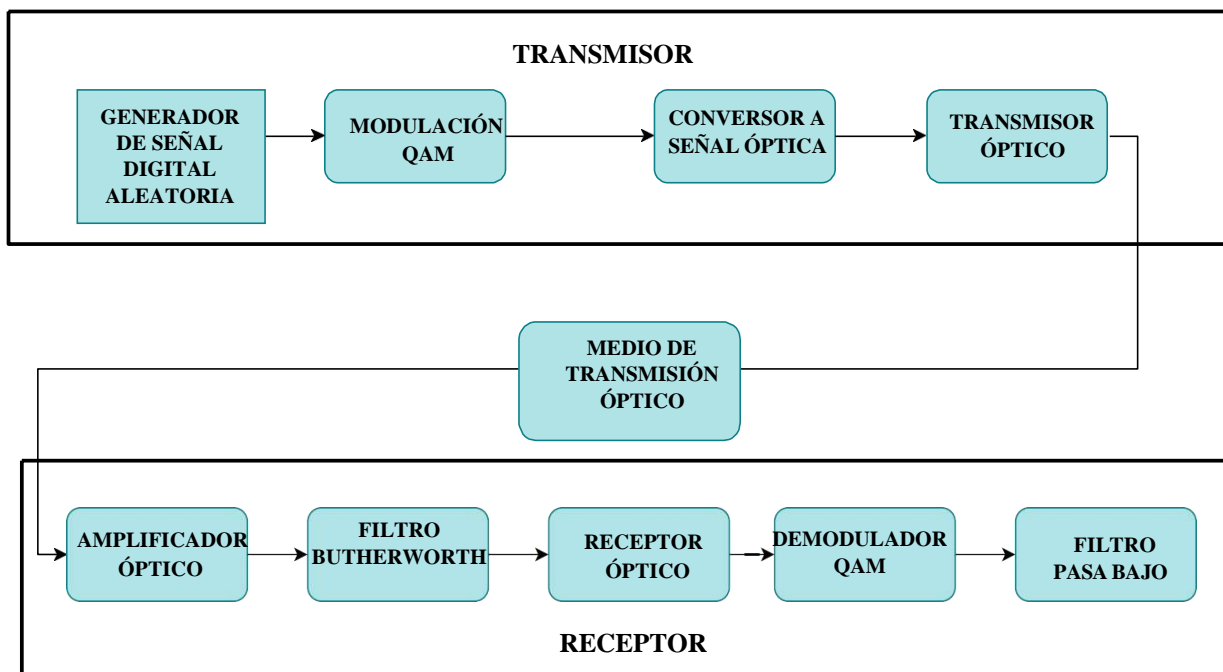 TRANSMISOR
GENERADOR
DE SEÑAL
DIGITAL
ALEATORIA
MODULACIÓN
QAM
CONVERSOR A
SEÑAL ÓPTICA
TRANSMISOR
ÓPTICO
MEDIO DE
TRANSMISIÓN
ÓPTICO
AMPLIFICADOR
ÓPTICO
FILTRO
BUTHERWORTH
RECEPTOR
ÓPTICO
DEMODULADOR
QAM
FILTRO
PASA BAJO
RECEPTOR